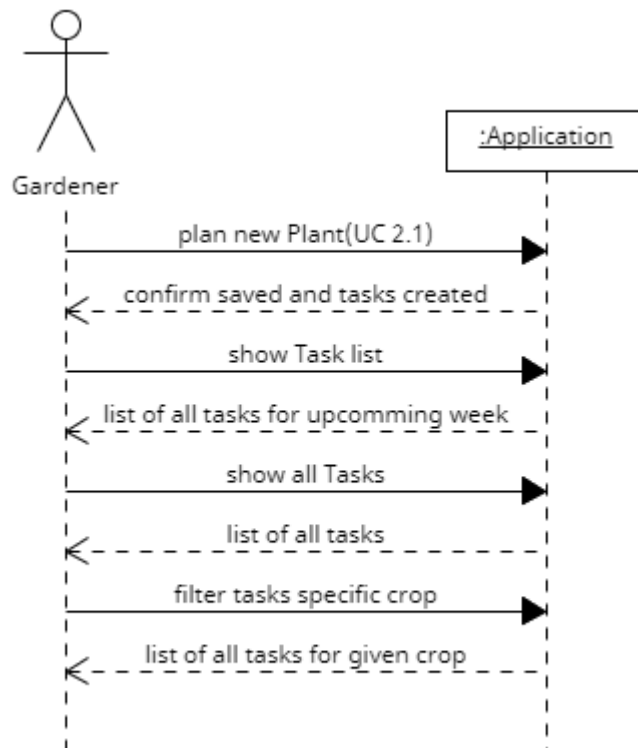 :Application
Gardener
plan new Plant(UC 2.1)
confirm saved and tasks created
show Task list
list of all tasks for upcomming week
show all Tasks
list of all tasks
filter tasks specific crop
list of all tasks for given crop